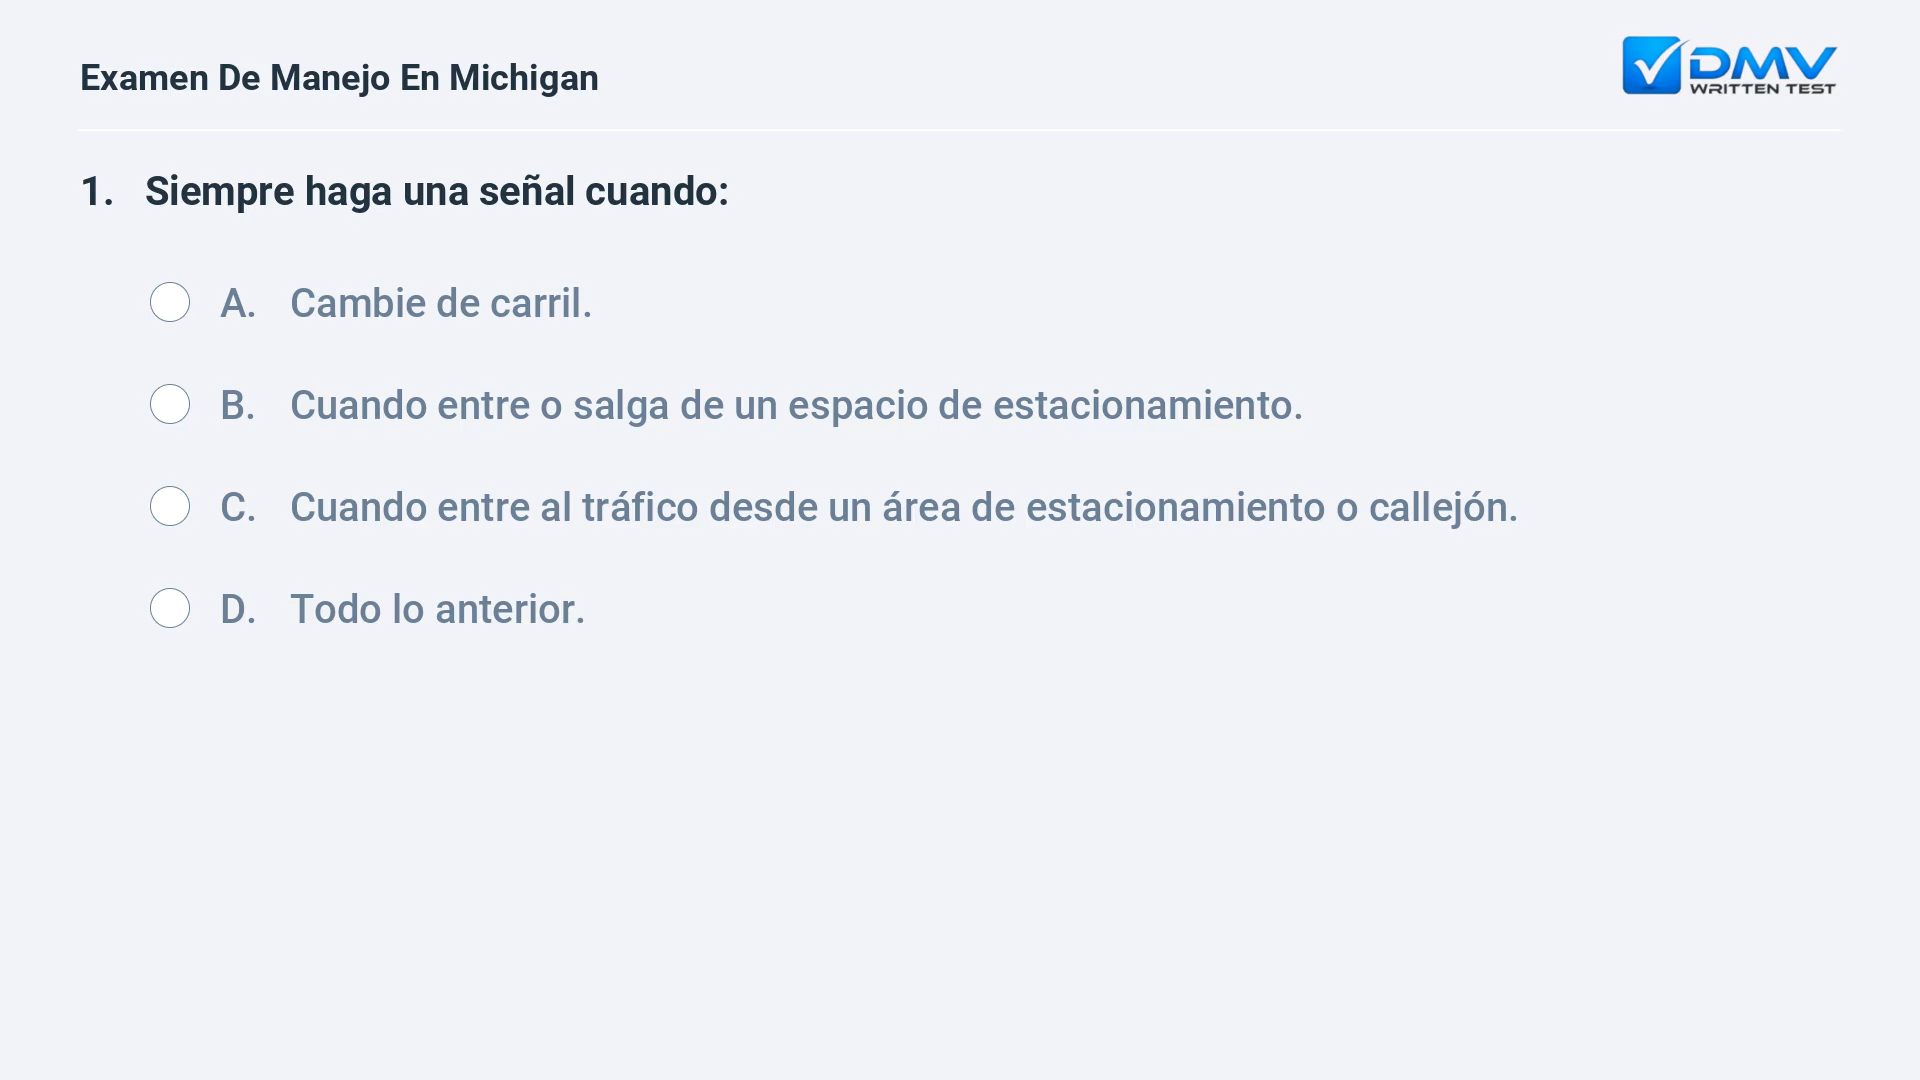 Examen De Manejo En Michigan
DMV
WRITTEN TEST
1. Siempre haga una señal cuando:
A. Cambie de carril.
B. Cuando entre o salga de un espacio de estacionamiento.
C. Cuando entre al tráfico desde un área de estacionamiento o callejón.
D. Todo lo anterior.